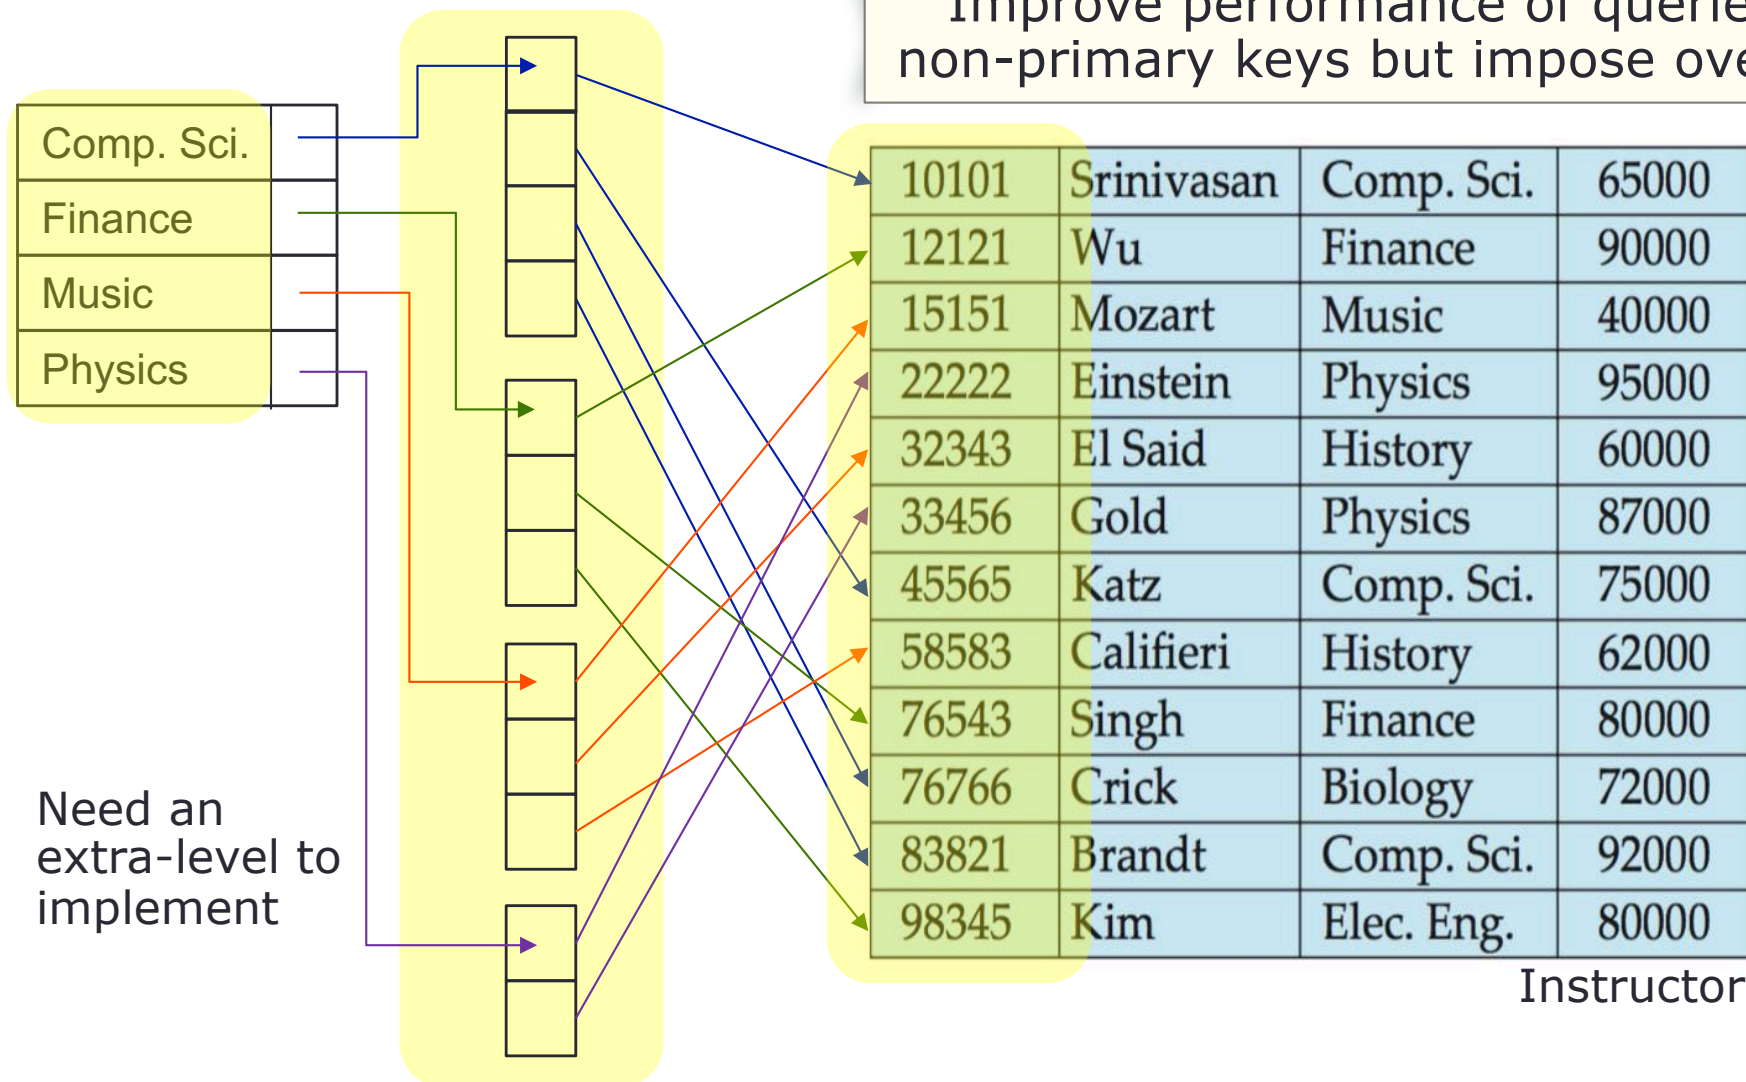 Improve performance of querie
non-primary keys but impose ove
Comp. Sci.
Finance
Music
Physics
Need an
extra-level to
implement
10101 Srinivasan Comp. Sci. 65000
12121 Wu Finance 90000
15151 Mozart Music 40000
22222 Einstein Physics 95000
32343 El Said History 60000
33456 Gold Physics 87000
45565 Katz Comp. Sci. 75000
58583 Califieri History 62000
76543 Singh Finance 80000
76766 Crick Biology 72000
83821 Brandt Comp. Sci. 92000
98345 Kim Elec. Eng. 80000
Instructor